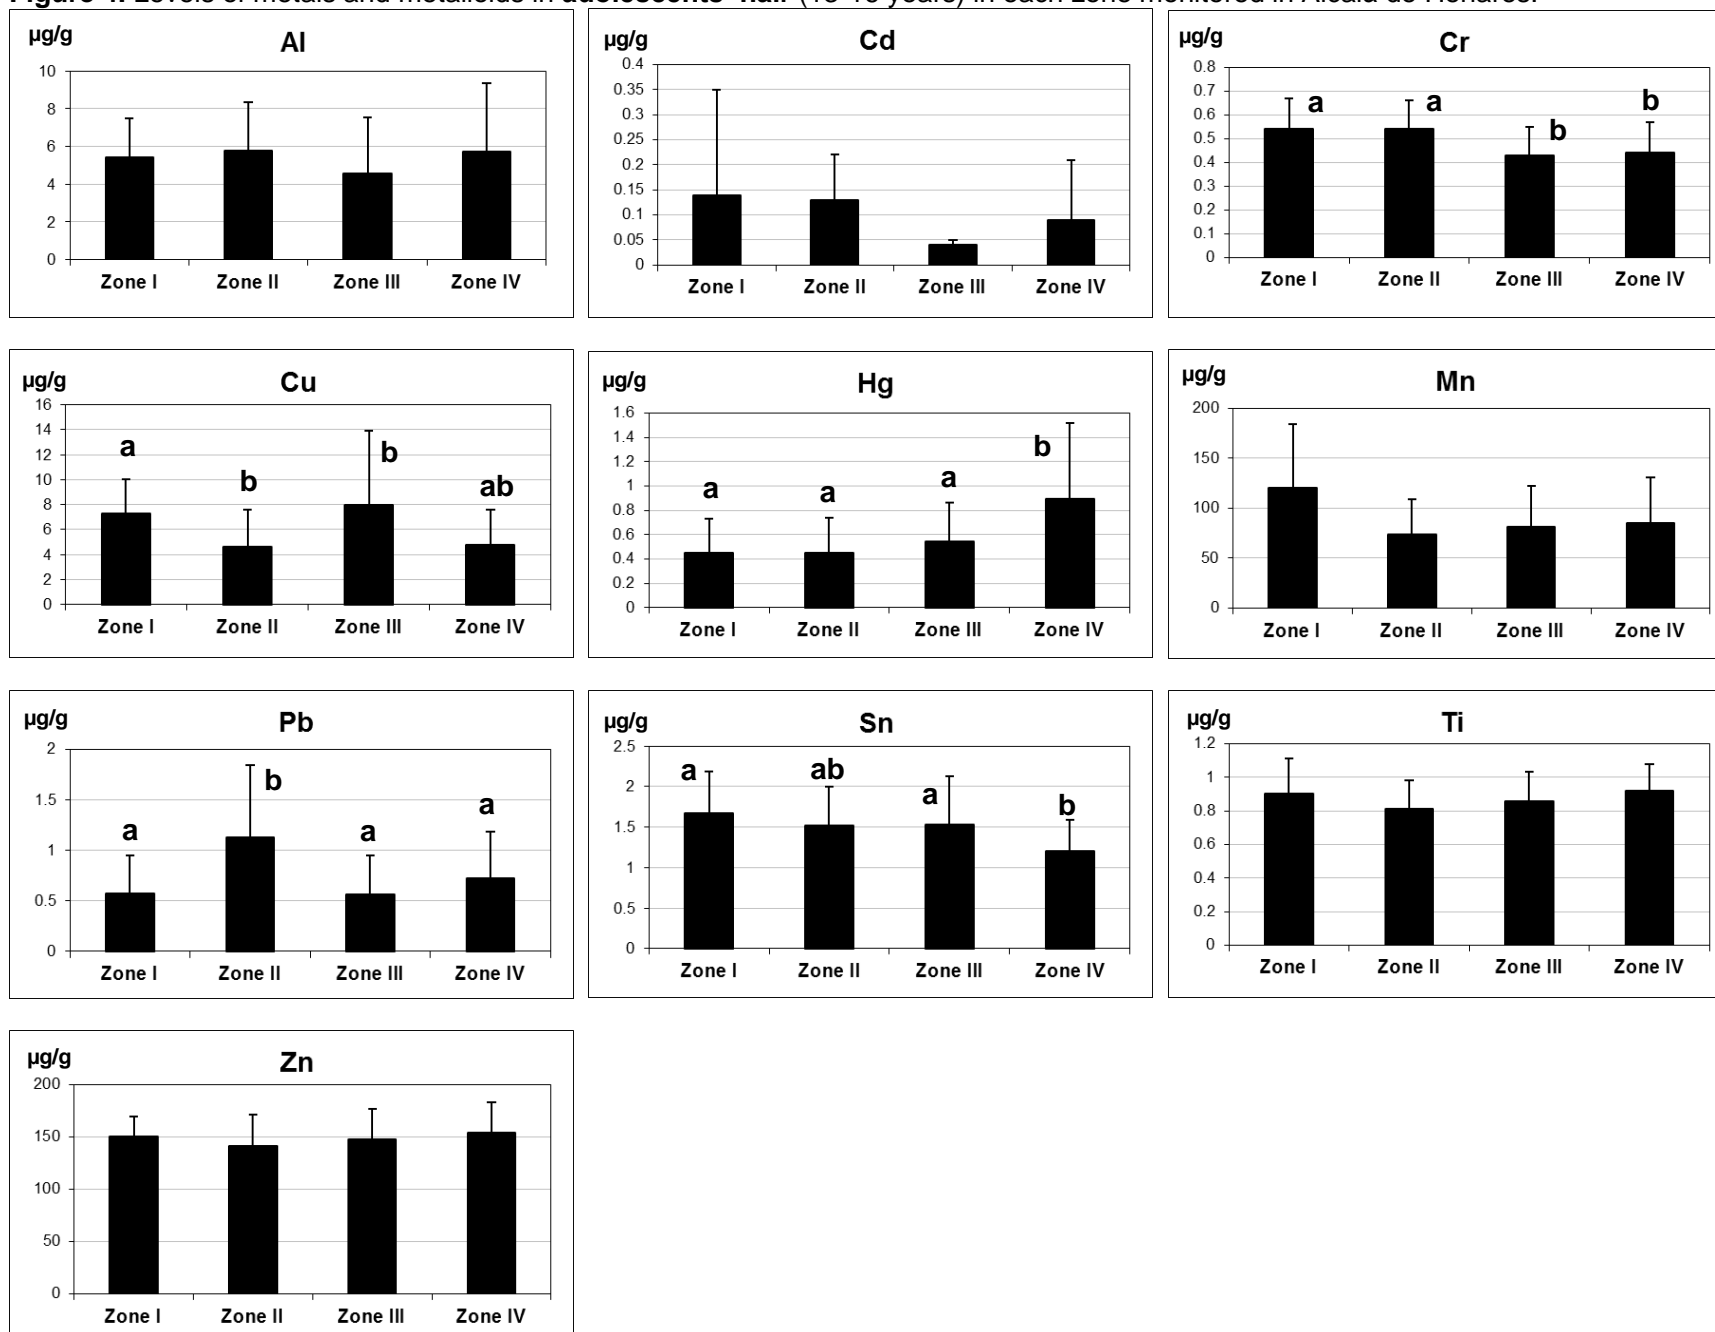 Levels of metals and metalloids in adolescents' hair years) in each zone monitored in Alcalá de Henares.
µg/g
Al
10
8
6
4
2
0
Zone I Zone II Zone III Zone IV
µg/g
Cd
0.4
0.35
0.3
0.25
0.2
0.15
0.1
0.05
0
Zone I Zone II Zone III Zone IV
µg/g
Cr
0.8
0.7
0.6
0.5
0.4
0.3
0.2
0.1
0
a a b b
Zone I Zone II Zone III Zone IV
µg/g
Cu
16
14
12
10
8
6
4
2
0
a b b ab
Zone I Zone II Zone III Zone IV
µg/g
Hg
1.6
1.4
1.2
1
0.8
0.6
0.4
0.2
0
a a a b
Zone I Zone II Zone III Zone IV
µg/g
Mn
200
150
100
50
0
Zone I Zone II Zone III Zone IV
µg/g
Pb
2
1.5
1
0.5
0
a b a a
Zone I Zone II Zone III Zone IV
µg/g
Sn
2.5
2
1.5
1
0.5
0
a ab a b
Zone I Zone II Zone III Zone IV
µg/g
Ti
1.2
1
0.8
0.6
0.4
0.2
0
Zone I Zone II Zone III Zone IV
µg/g
Zn
200
150
100
50
0
Zone I Zone II Zone III Zone IV